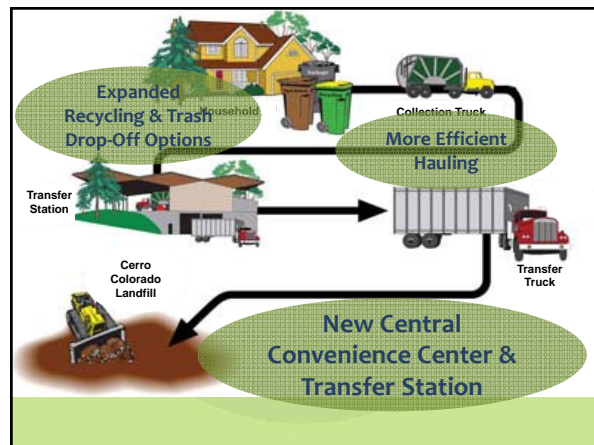 Garbage
Expanded
Recycling & Trash
Drop-Off Options
Household
Collection Truck
More Efficient
Hauling
Transfer
Station
Transfer
Truck
Cerro
Colorado
Landfill
New Central
Convenience Center &
Transfer Station